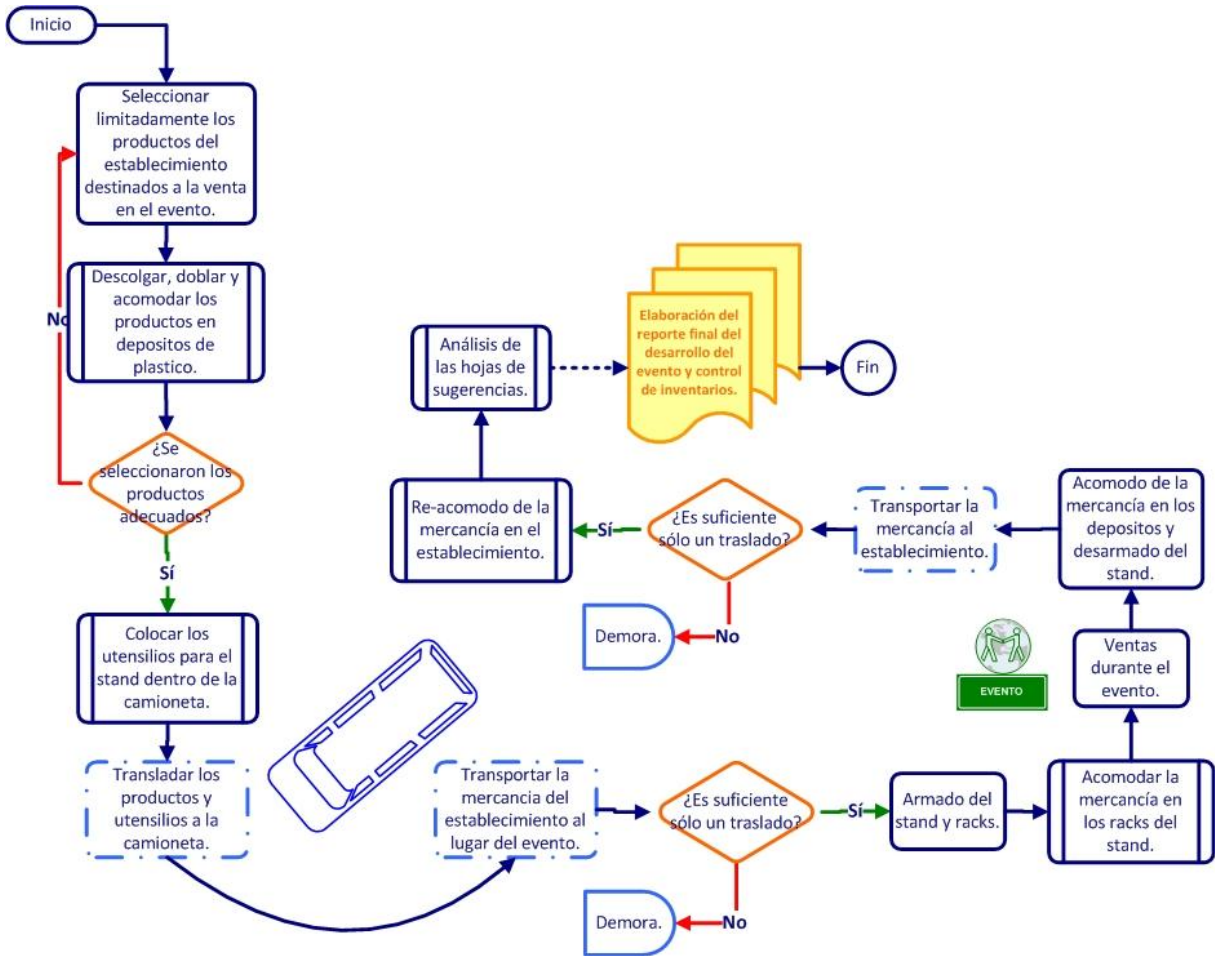 Inicio
Seleccionar
limitadamente los
productos del
establecimiento
destinados a la venta
en el evento.
Descolgar, doblar y
acomodar los
productos en
depositos de
plastico.
No
¿Se
seleccionaron los
productos
adecuados?
Sí
Colocar los
utensilios para el
stand dentro de la
camioneta.
Transladar los
productos y
utensilios a la
camioneta.
Transportar la
mercancia del
establecimiento al
lugar del evento.
¿Es suficiente
sólo un traslado?
No
Demora.
Sí
Armado del
stand y racks.
Acomodar la
mercancía en
los racks del
stand.
Ventas
durante el
evento.
EVENTO
Acomodo de la
mercancía en los
depositos y
desarmado del
stand.
Transportar la
mercancía al
establecimiento.
¿Es suficiente
sólo un traslado?
No
Demora.
Sí
Re-acomodo de la
mercancía en el
establecimiento.
Análisis de
las hojas de
sugerencias.
Elaboración del
reporte final del
desarrollo del
evento y control
de inventarios.
Fin